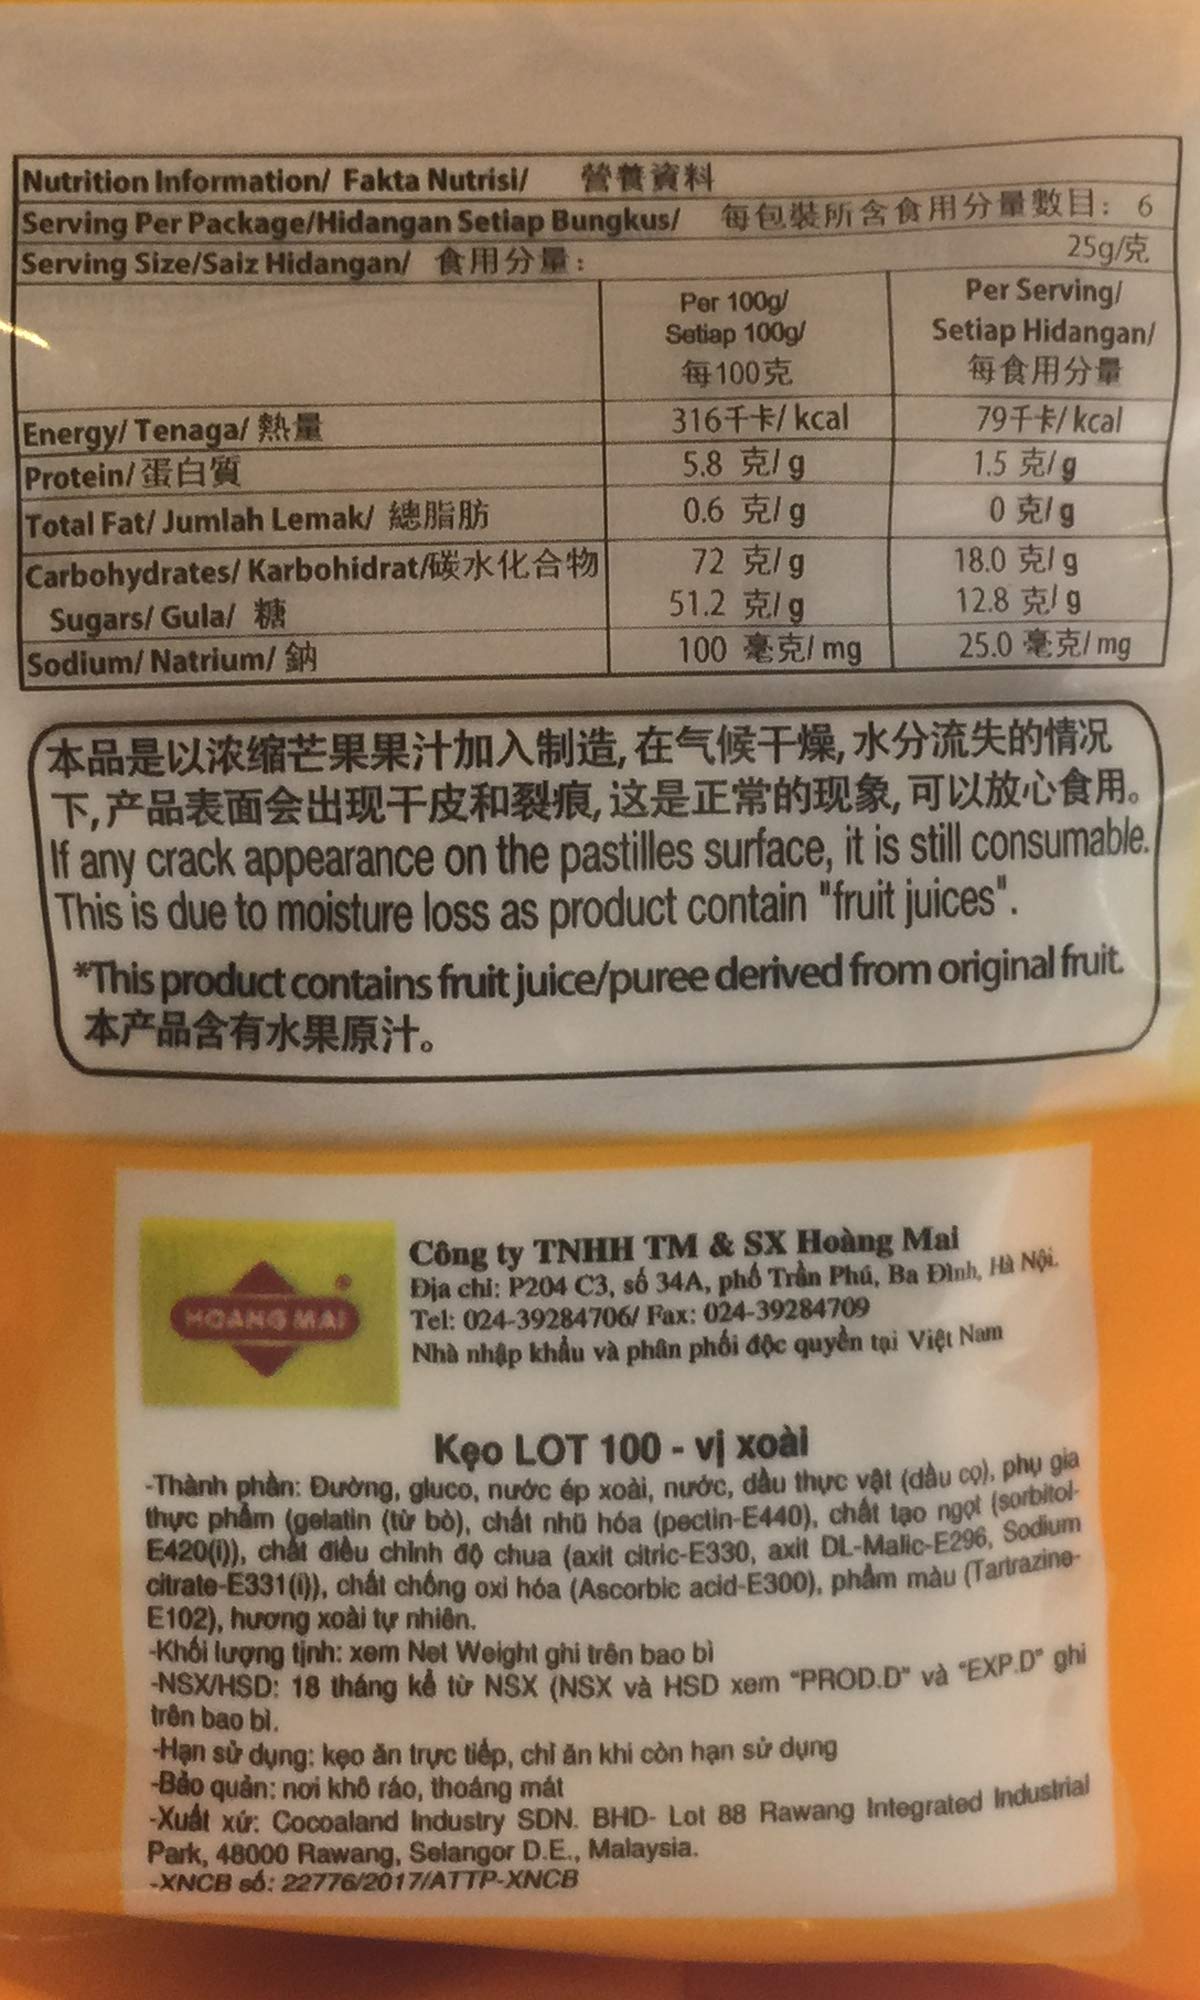 Nutrition Information/ Fakta Nutrisi/ 營養資料
Serving Per Package/Hidangan Setiap Bungkus/ 每包裝所含食用分量數目: 6
Serving Size/Saiz Hidangan/ 食用分量: 25g/克
Per 100g/ Per Serving/
Setiap 100g/ Setiap Hidangan/
每100克 每食用分量
Energy/ Tenaga/ 熱量 316千卡/ kcal 79千卡/ kcal
Protein/ 蛋白質 5.8 克/ g 1.5 克/ g
Total Fat/ Jumlah Lemak/ 總脂肪 0.6 克/ g 0 克/ g
Carbohydrates/ Karbohidrat/碳水化合物 72 克/ g 18.0 克/ g
Sugars/ Gula/ 糖 51.2 克/ g 12.8 克/ g
Sodium/ Natrium/ 鈉 100 毫克/ mg 25.0 毫克/ mg
本品是以浓缩芒果果汁加入制造, 在气候干燥, 水分流失的情况
下, 产品表面会出现干皮和裂痕, 这是正常的现象, 可以放心食用。
If any crack appearance on the pastilles surface, it is still consumable.
This is due to moisture loss as product contain "fruit juices".
*This product contains fruit juice/puree derived from original fruit.
本产品含有水果原汁。
HOANG MAI
Công ty TNHH TM & SX Hoàng Mai
Địa chỉ: P204 C3, số 34A, phố Trần Phú, Ba Đình, Hà Nội.
Tel: 024-39284706/ Fax: 024-39284709
Nhà nhập khẩu và phân phối độc quyền tại Việt Nam
Kẹo LOT 100 - vị xoài
-Thành phần: Đường, gluco, nước ép xoài, nước, dầu thực vật (dầu cọ), phụ gia
thực phẩm (gelatin (từ bò), chất nhũ hóa (pectin-E440), chất tạo ngọt (sorbitol-
E420(i)), chất điều chỉnh độ chua (axit citric-E330, axit DL-Malic-E296, Sodium
citrate-E331(i)), chất chống oxi hóa (Ascorbic acid-E300), phẩm màu (Tartrazine-
E102), hương xoài tự nhiên.
-Khối lượng tịnh: xem Net Weight ghi trên bao bì
-NSX/HSD: 18 tháng kể từ NSX (NSX và HSD xem "PROD.D" và "EXP.D" ghi
trên bao bì.
-Hạn sử dụng: kẹo ăn trực tiếp, chỉ ăn khi còn hạn sử dụng
-Bảo quản: nơi khô ráo, thoáng mát
-Xuất xứ: Cocoaland Industry SDN. BHD- Lot 88 Rawang Integrated Industrial
Park, 48000 Rawang, Selangor D.E., Malaysia.
-XNCB số: 22776/2017/ATTP-XNCB